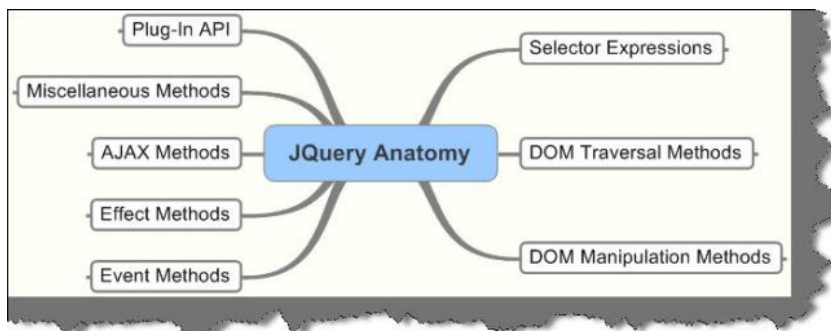 Plug-In API
Miscellaneous Methods
AJAX Methods
Effect Methods
Event Methods
JQuery Anatomy
Selector Expressions
DOM Traversal Methods
DOM Manipulation Methods